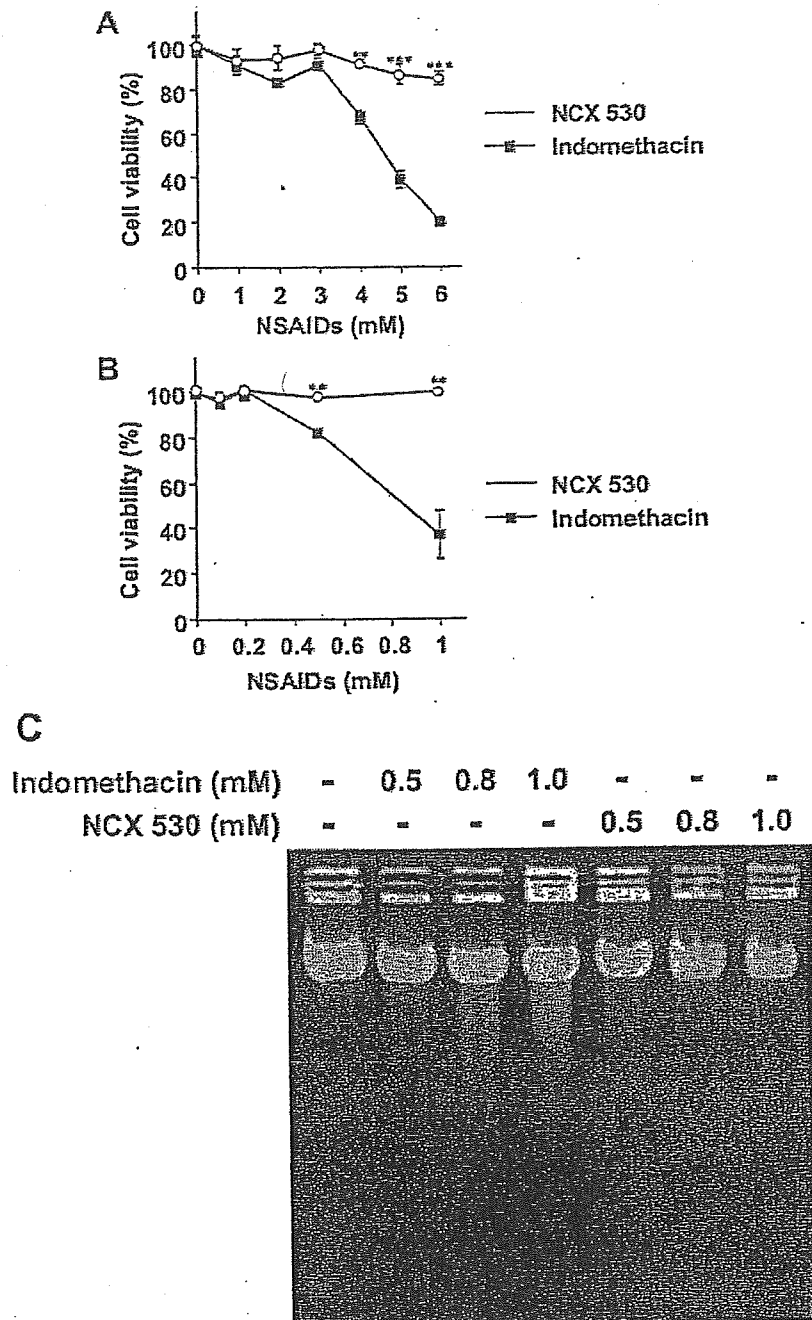 A
Cell viability (%)
100
80
60
40
20
0
** *** ***
0 1 2 3 4 5 6
NSAIDs (mM)
NCX 530
Indomethacin
B
Cell viability (%)
100
80
60
40
20
0
** **
0 0.2 0.4 0.6 0.8 1
NSAIDs (mM)
NCX 530
Indomethacin
C
Indomethacin (mM) - 0.5 0.8 1.0 - - -
NCX 530 (mM) - - - - 0.5 0.8 1.0